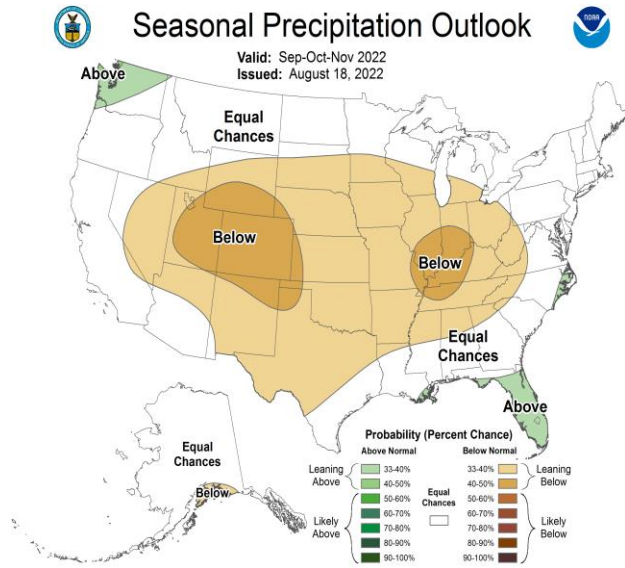 Seasonal Precipitation Outlook
NOAA
Valid: Sep-Oct-Nov 2022
Issued: August 18, 2022
Above
Equal
Chances
Below
Below
Equal
Chances
Above
Equal
Chances
Below
Probability (Percent Chance)
Above Normal
Below Normal
Leaning
Above
33-40%
40-50%
Likely
Above
50-60%
60-70%
70-80%
80-90%
90-100%
Equal
Chances
33-40%
40-50%
Leaning
Below
50-60%
60-70%
70-80%
80-90%
90-100%
Likely
Below